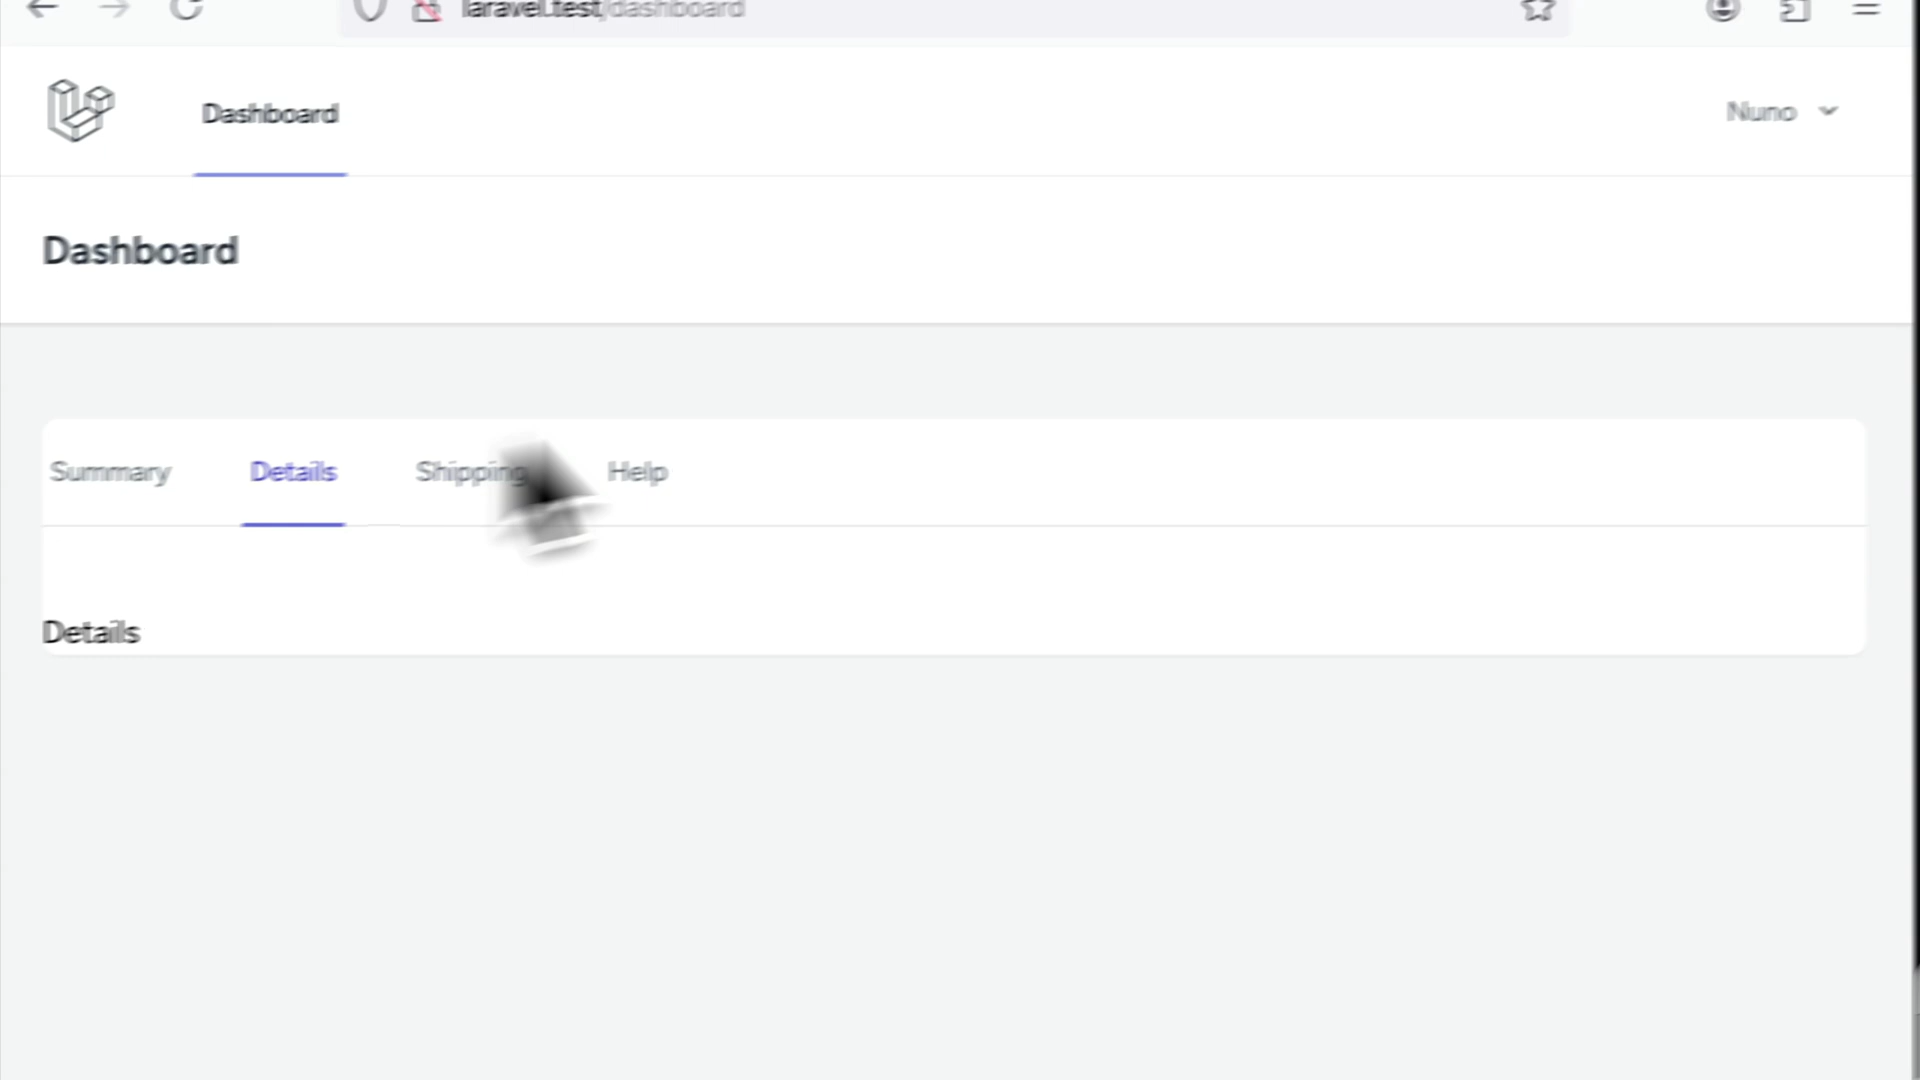 laravel.test/dashboard
Dashboard
Nuno
Dashboard
Summary Details Shipping Help
Details